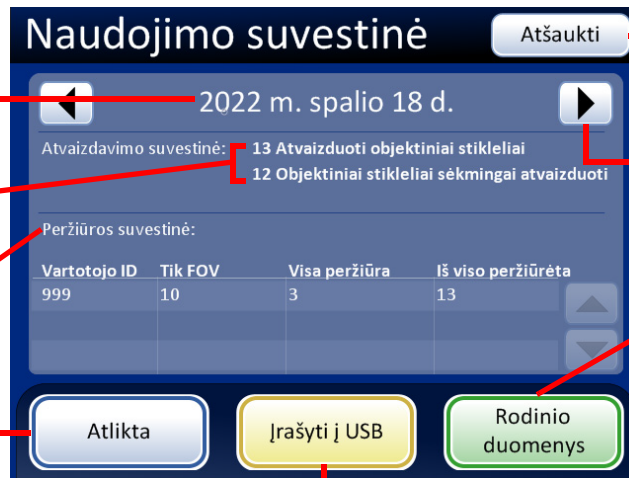 Naudojimo suvestinė
Atšaukti
2022 m. spalio 18 d.
Atvaizdavimo suvestinė: 13 Atvaizduoti objektiniai stikleliai
12 Objektiniai stikleliai sėkmingai atvaizduoti
Peržiūros suvestinė:
Vartotojo ID Tik FOV Visa peržiūra Iš viso peržiūrėta
999 10 3 13
Atlikta
Įrašyti į USB
Rodinio
duomenys